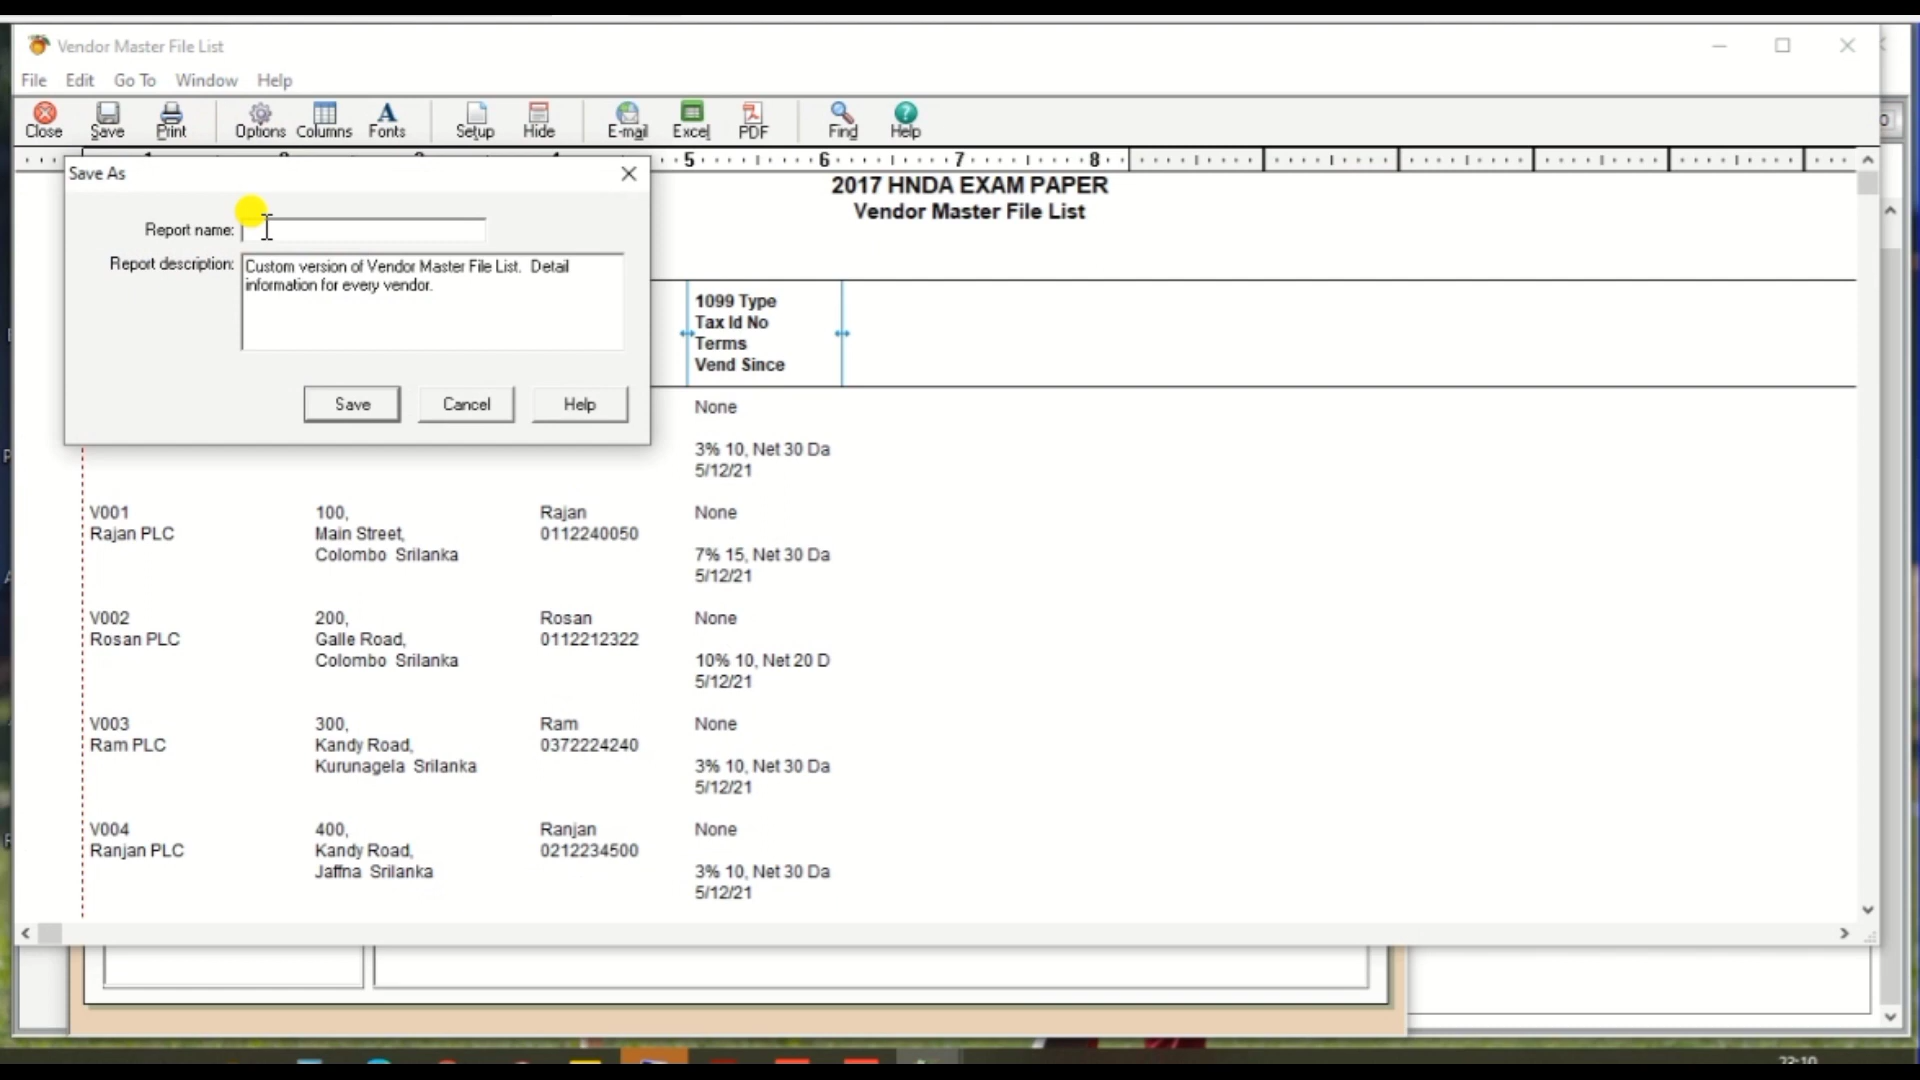 Vendor Master File List
File Edit Go To Window Help
Close Save Print Options Columns Fonts Setup Hide E-mail Excel PDF Find Help
5 6 7 8
Save As
Report name:
Report description: Custom version of Vendor Master File List. Detail
information for every vendor.
Save Cancel Help
2017 HNDA EXAM PAPER
Vendor Master File List
1099 Type
Tax Id No
Terms
Vend Since
None
3% 10, Net 30 Da
5/12/21
V001 100, Rajan None
Rajan PLC Main Street, 0112240050
Colombo Srilanka 7% 15, Net 30 Da
5/12/21
V002 200, Rosan None
Rosan PLC Galle Road, 0112212322
Colombo Srilanka 10% 10, Net 20 D
5/12/21
V003 300, Ram None
Ram PLC Kandy Road, 0372224240
Kurunagela Srilanka 3% 10, Net 30 Da
5/12/21
V004 400, Ranjan None
Ranjan PLC Kandy Road, 0212234500
Jaffna Srilanka 3% 10, Net 30 Da
5/12/21